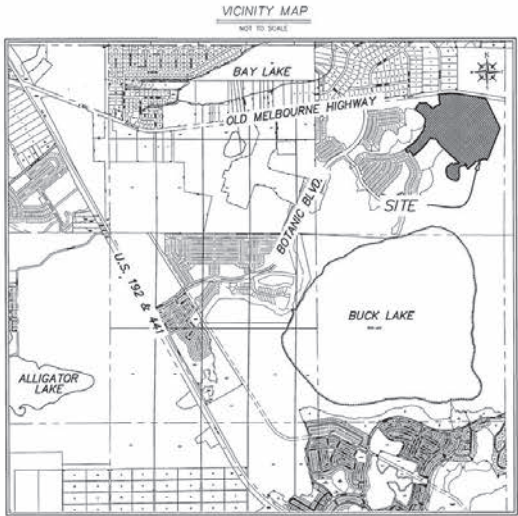 VICINITY MAP
NOT TO SCALE
BAY LAKE
OLD MELBOURNE HIGHWAY
SITE
BOTANIC BLVD.
U.S. 192 & 441
BUCK LAKE
ALLIGATOR
LAKE